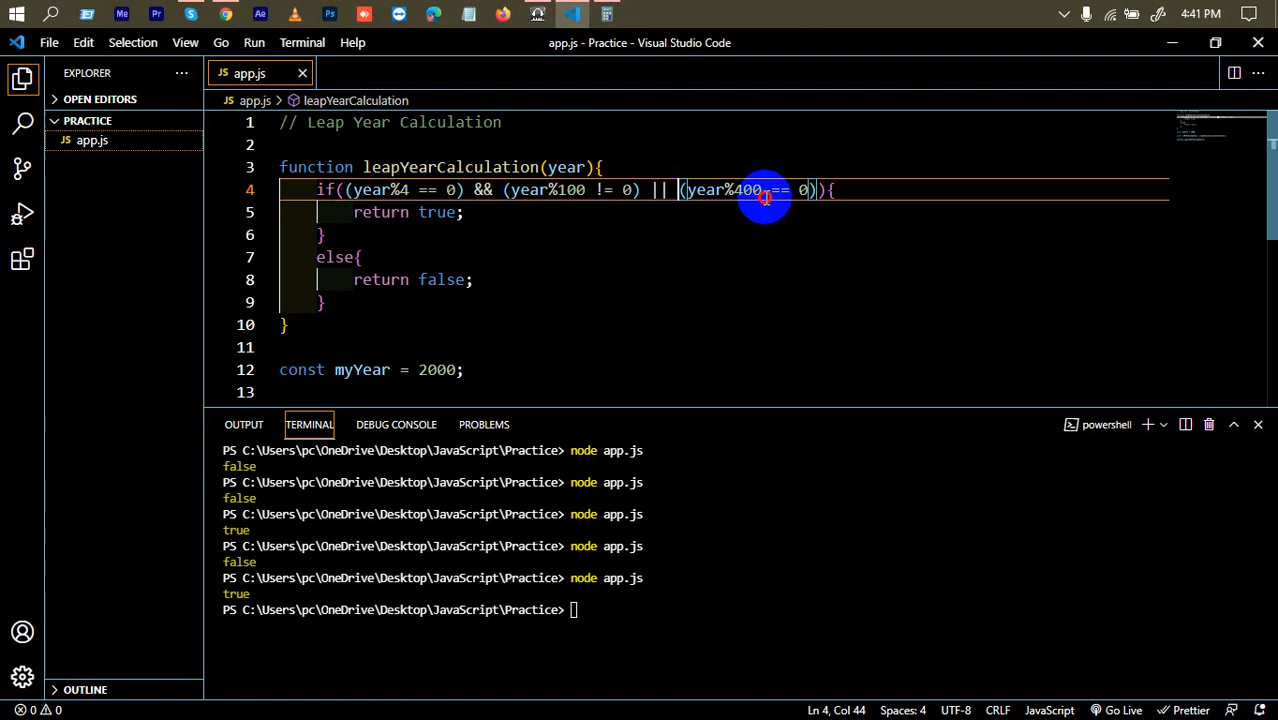 4:41 PM
File Edit Selection View Go Run Terminal Help
app.js - Practice - Visual Studio Code
EXPLORER
OPEN EDITORS
PRACTICE
JS app.js
OUTLINE
JS app.js
JS app.js > leapYearCalculation
1 // Leap Year Calculation
2
3 function leapYearCalculation(year){
4 if((year%4 == 0) && (year%100 != 0) || (year%400 == 0)){
5 return true;
6 }
7 else{
8 return false;
9 }
10 }
11
12 const myYear = 2000;
13
OUTPUT TERMINAL DEBUG CONSOLE PROBLEMS
powershell
PS C:\Users\pc\OneDrive\Desktop\JavaScript\Practice> node app.js
false
PS C:\Users\pc\OneDrive\Desktop\JavaScript\Practice> node app.js
false
PS C:\Users\pc\OneDrive\Desktop\JavaScript\Practice> node app.js
true
PS C:\Users\pc\OneDrive\Desktop\JavaScript\Practice> node app.js
false
PS C:\Users\pc\OneDrive\Desktop\JavaScript\Practice> node app.js
true
PS C:\Users\pc\OneDrive\Desktop\JavaScript\Practice>
0 0 Ln 4, Col 44 Spaces: 4 UTF-8 CRLF JavaScript Go Live Prettier